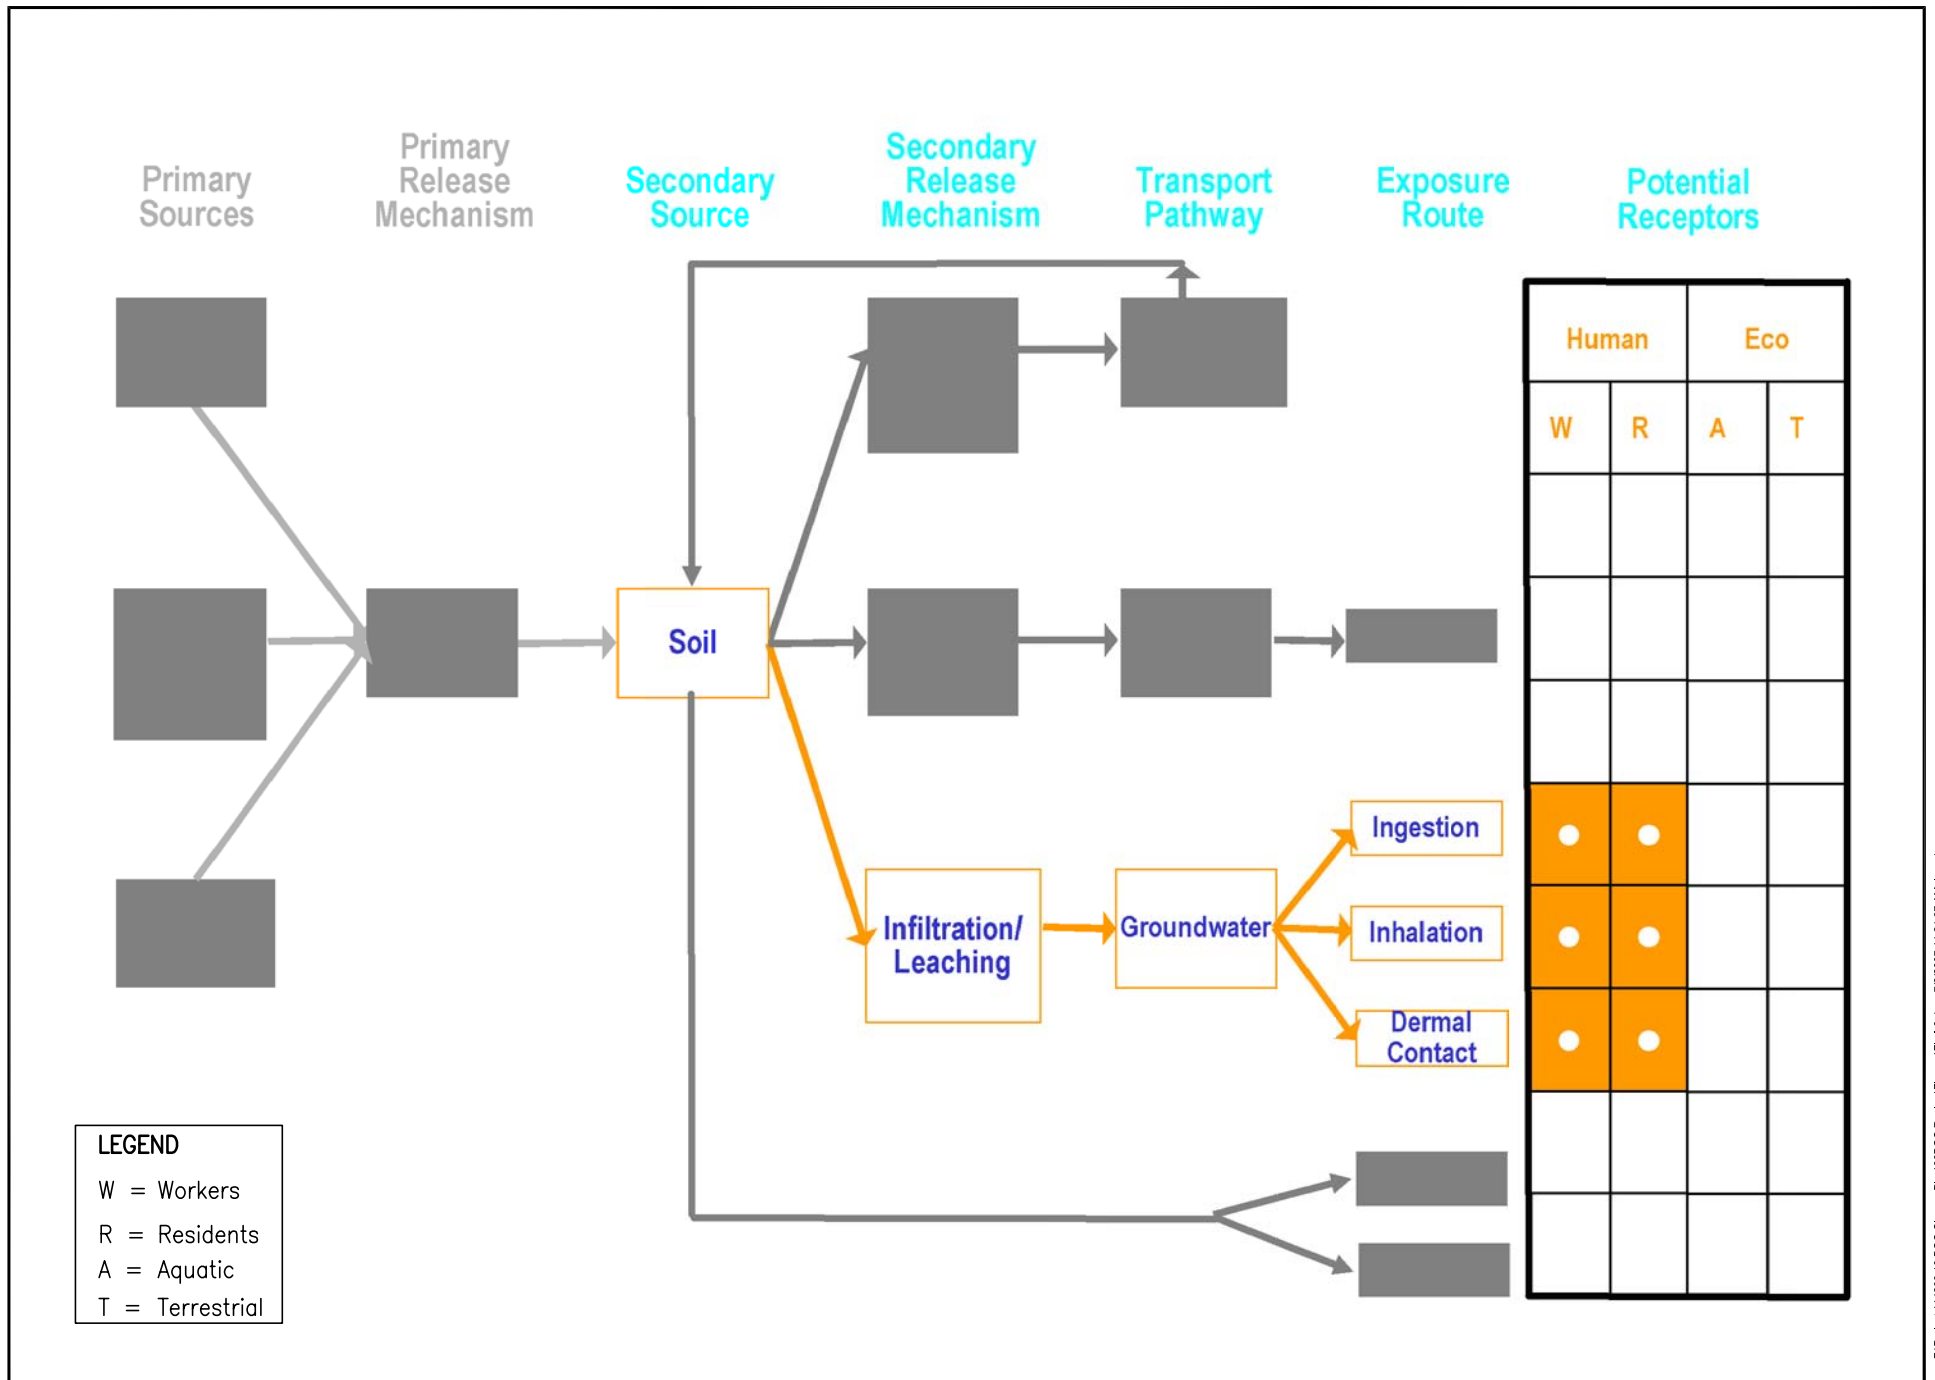 Primary
Sources
Primary
Release
Mechanism
Secondary
Source
Secondary
Release
Mechanism
Transport
Pathway
Exposure
Route
Potential
Receptors
Human
Eco
W
R
A
T
Soil
Infiltration/
Leaching
Groundwater
Ingestion
Inhalation
Dermal
Contact
LEGEND
W = Workers
R = Residents
A = Aquatic
T = Terrestrial